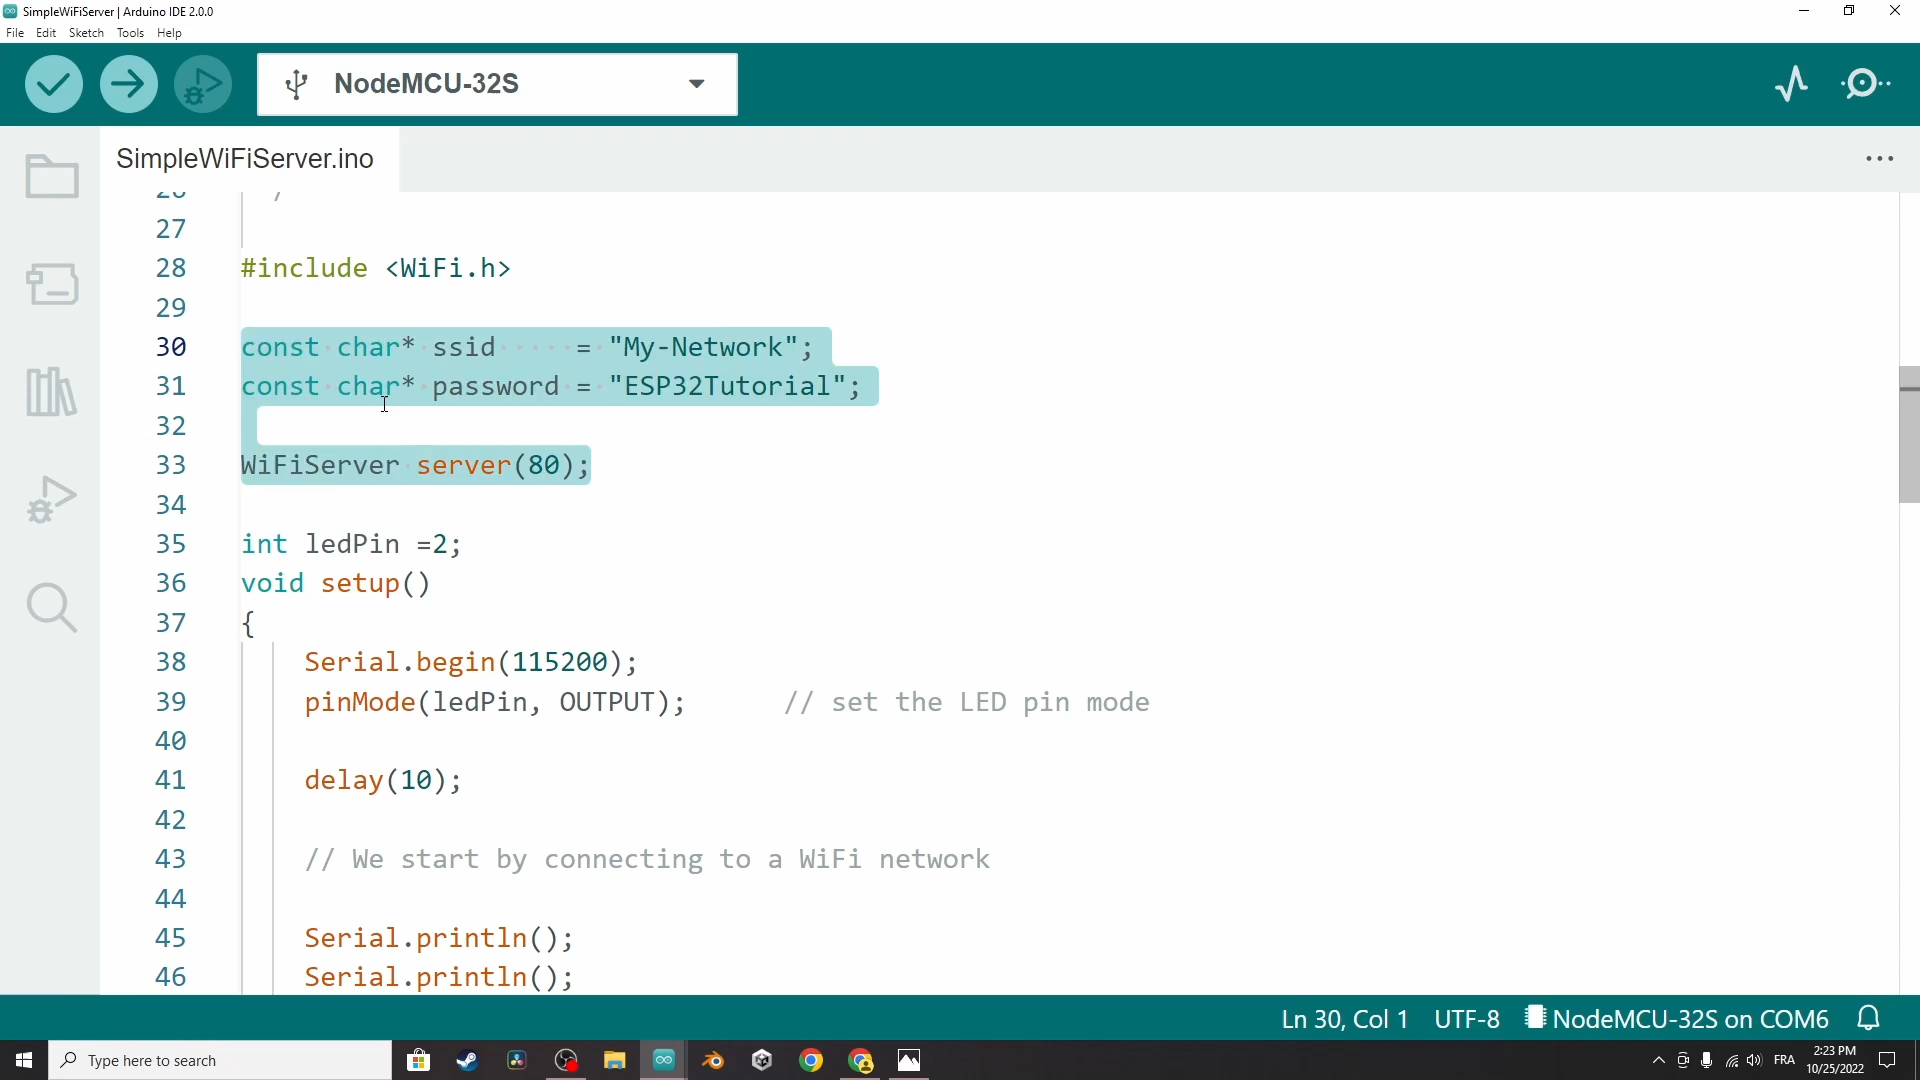 SimpleWiFiServer | Arduino IDE 2.0.0
File Edit Sketch Tools Help
NodeMCU-32S
SimpleWiFiServer.ino
26 */
27
28 #include <WiFi.h>
29
30 const char* ssid     = "My-Network";
31 const char* password = "ESP32Tutorial";
32
33 WiFiServer server(80);
34
35 int ledPin =2;
36 void setup()
37 {
38     Serial.begin(115200);
39     pinMode(ledPin, OUTPUT);      // set the LED pin mode
40
41     delay(10);
42
43     // We start by connecting to a WiFi network
44
45     Serial.println();
46     Serial.println();
Ln 30, Col 1 UTF-8 NodeMCU-32S on COM6
Type here to search
FRA
2:23 PM
10/25/2022